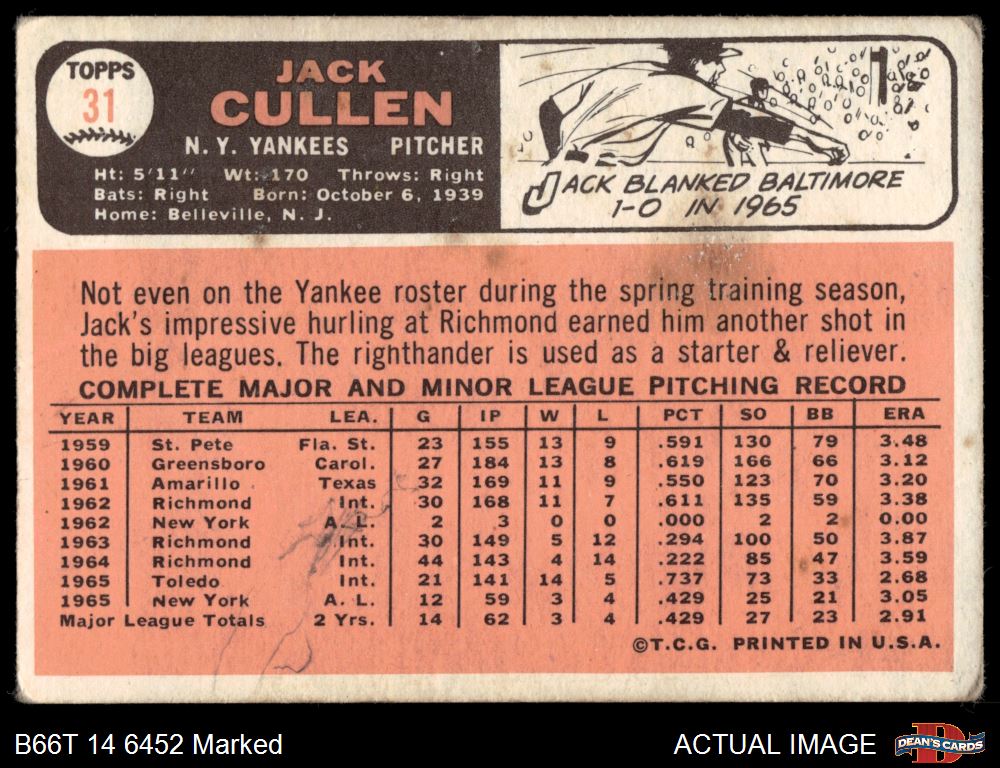 TOPPS
31
JACK
CULLEN
N. Y. YANKEES PITCHER
Ht: 5'11" Wt: 170 Throws: Right
Bats: Right Born: October 6, 1939
Home: Belleville, N. J.
JACK BLANKED BALTIMORE
1-0 IN 1965
Not even on the Yankee roster during the spring training season,
Jack's impressive hurling at Richmond earned him another shot in
the big leagues. The righthander is used as a starter & reliever.
COMPLETE MAJOR AND MINOR LEAGUE PITCHING RECORD
YEAR TEAM LEA. G IP W L PCT SO BB ERA
1959 St. Pete Fla. St. 23 155 13 9 .591 130 79 3.48
1960 Greensboro Carol. 27 184 13 8 .619 166 66 3.12
1961 Amarillo Texas 32 169 11 9 .550 123 70 3.20
1962 Richmond Int. 30 168 11 7 .611 135 59 3.38
1962 New York A. L. 2 3 0 0 .000 2 2 0.00
1963 Richmond Int. 30 149 5 12 .294 100 50 3.87
1964 Richmond Int. 44 143 4 14 .222 85 47 3.59
1965 Toledo Int. 21 141 14 5 .737 73 33 2.68
1965 New York A. L. 12 59 3 4 .429 25 21 3.05
Major League Totals 2 Yrs. 14 62 3 4 .429 27 23 2.91
©T.C.G. PRINTED IN U.S.A.
B66T 14 6452 Marked
ACTUAL IMAGE
DEAN'S CARDS